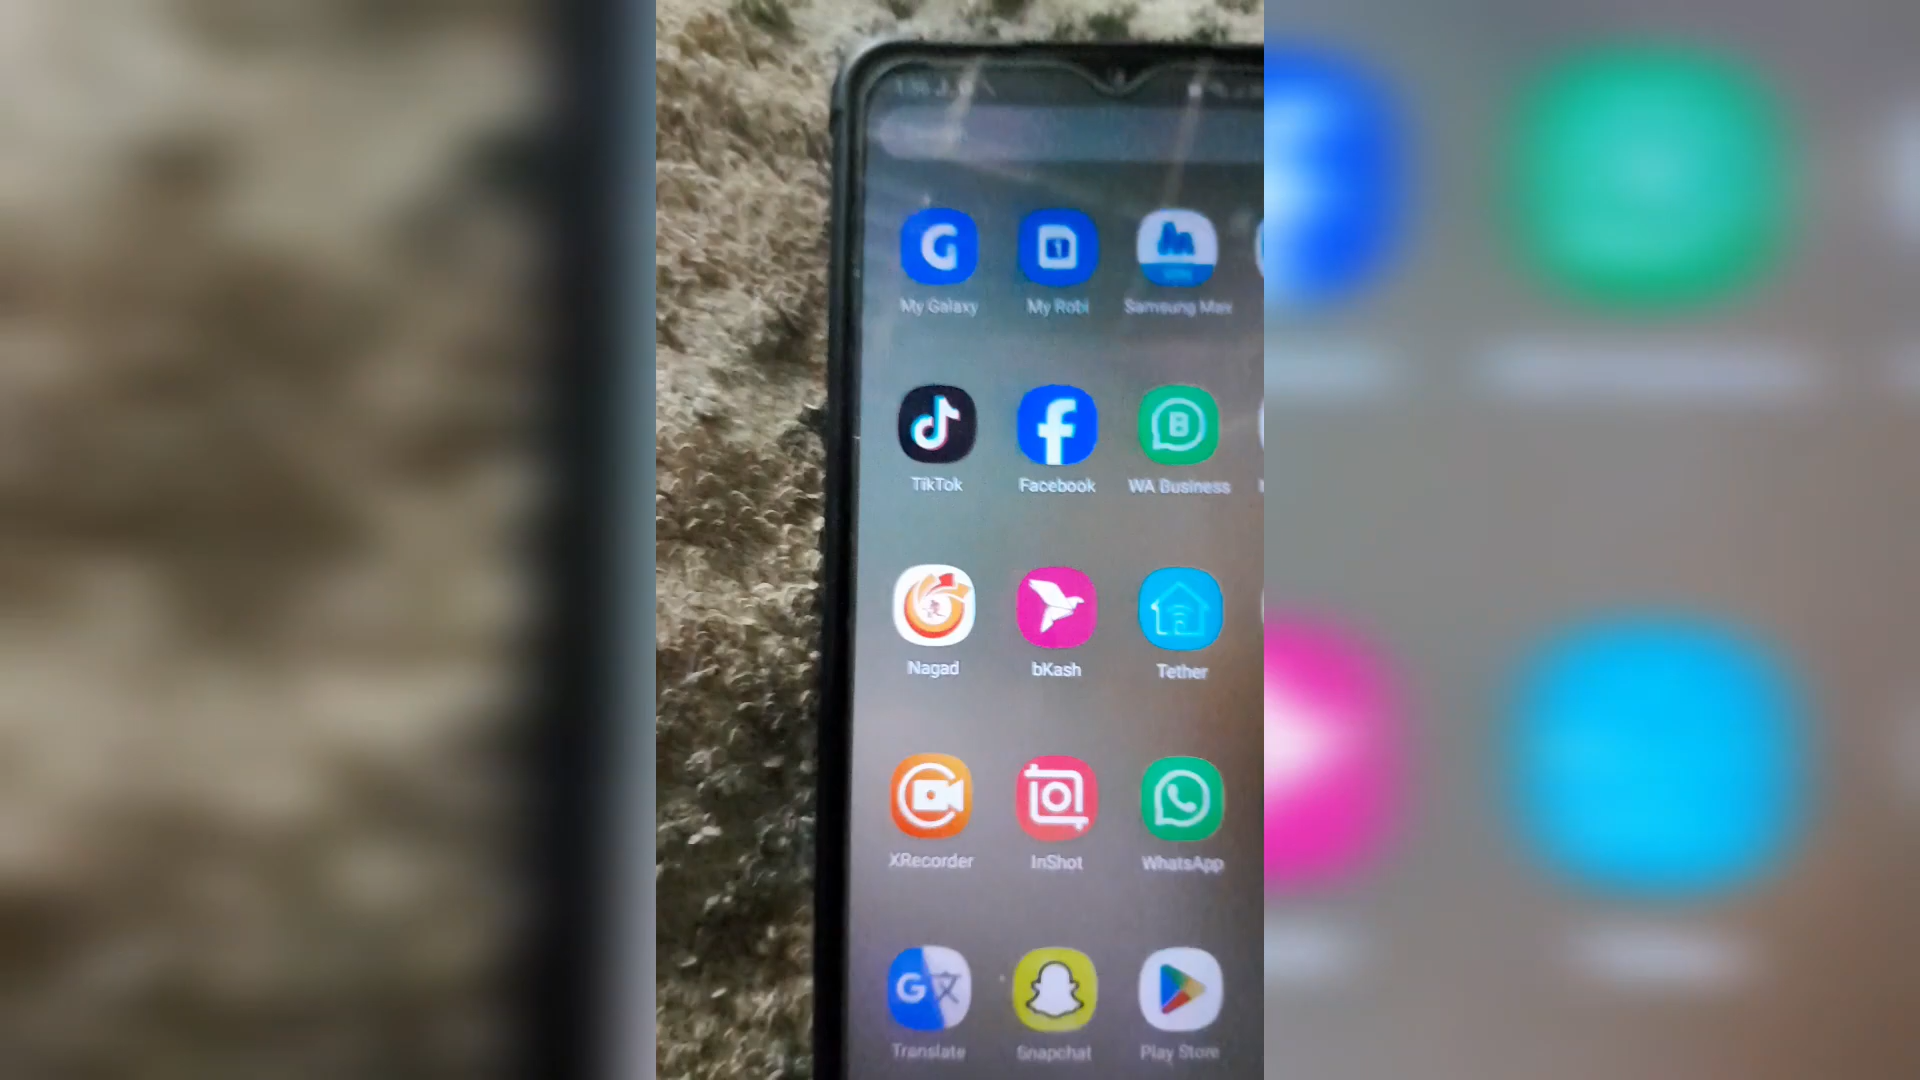 My Galaxy My Robi Samsung Max
TikTok Facebook WA Business
Nagad bKash Tether
XRecorder InShot WhatsApp
Translate Snapchat Play Store